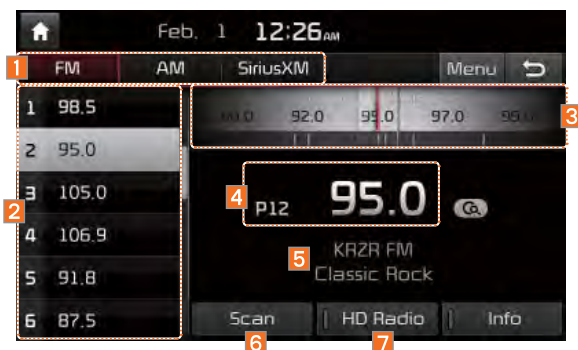 Feb. 1 12:26 AM
1 FM AM SiriusXM Menu
1 98.5
2 95.0
3 105.0
4 106.9
5 91.8
6 87.5
2
92.0 95.0 97.0
3
4 P12 95.0
5 KRZR FM
Classic Rock
Scan HD Radio Info
6 7